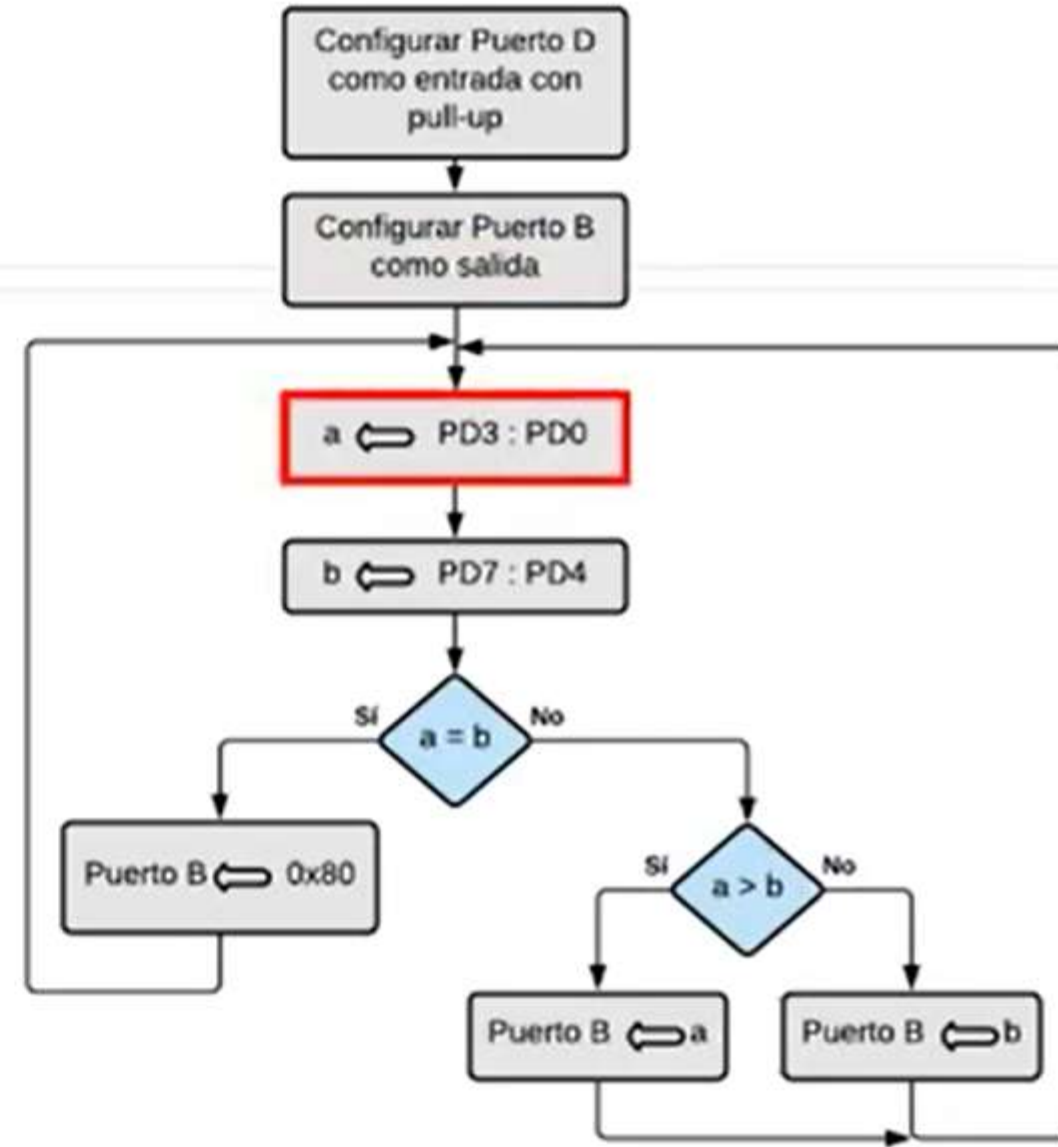 Configurar Puerto D
como entrada con
pull-up
Configurar Puerto B
como salida
a PD3 : PD0
b PD7 : PD4
Sí
a = b
No
Puerto B 0x80
Sí
a > b
No
Puerto B a
Puerto B b